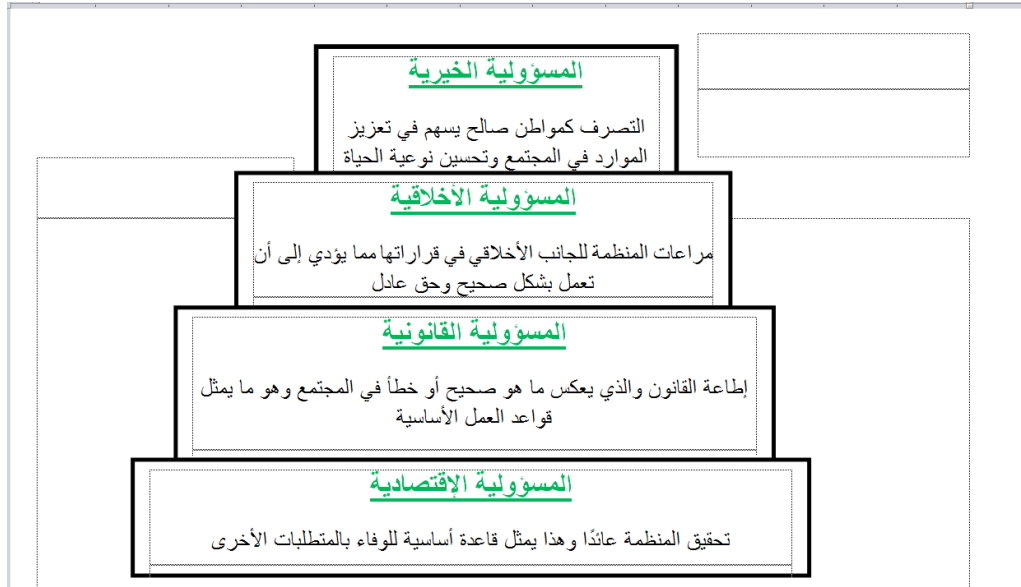 المسؤولية الخيرية
التصرف كمواطن صالح يسهم في تعزيز
الموارد في المجتمع وتحسين نوعية الحياة
المسؤولية الأخلاقية
مراعات المنظمة للجانب الأخلاقي في قراراتها مما يؤدي إلى أن
تعمل بشكل صحيح وحق عادل
المسؤولية القانونية
إطاعة القانون والذي يعكس ما هو صحيح أو خطأ في المجتمع وهو ما يمثل
قواعد العمل الأساسية
المسؤولية الإقتصادية
تحقيق المنظمة عائدًا وهذا يمثل قاعدة أساسية للوفاء بالمتطلبات الأخرى